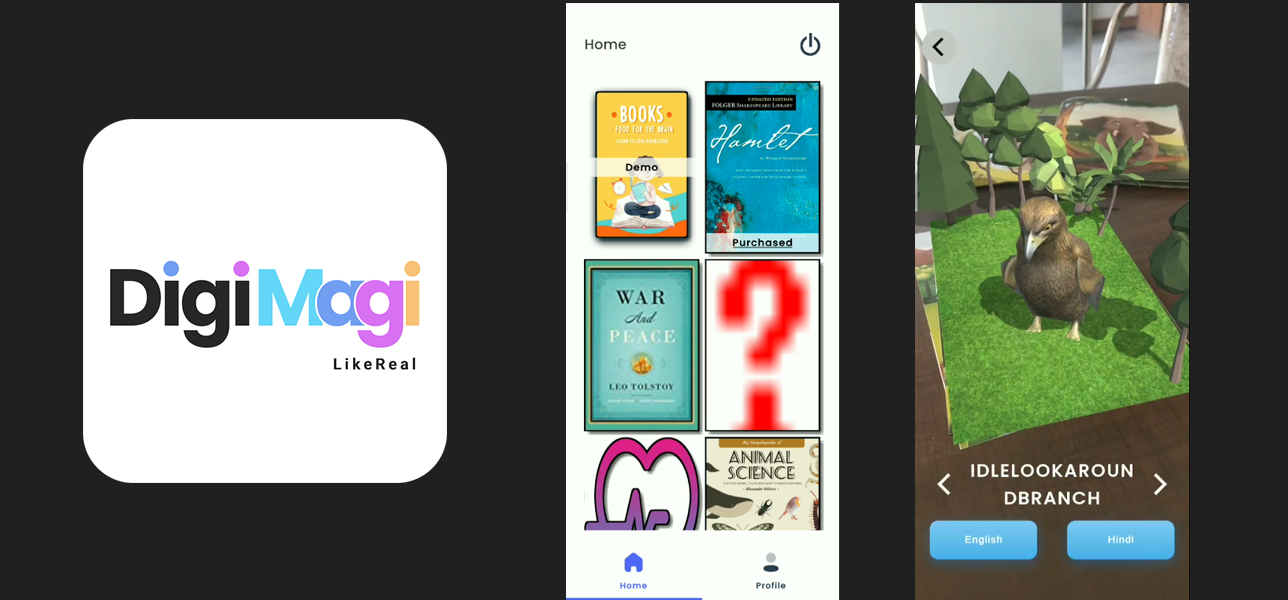 DigiMagi
LikeReal
Home
BOOKS
FOOD FOR THE BRAIN
LEARN TO LOVE KNOWLEDGE
Demo
UPDATED EDITION
FOLGER SHAKESPEARE LIBRARY
Hamlet
BY WILLIAM SHAKESPEARE
Purchased
WAR
And
PEACE
LEO TOLSTOY
?
My Encyclopedia of
ANIMAL
SCIENCE
Home
Profile
IDLELOOKAROUN
DBRANCH
English
Hindi